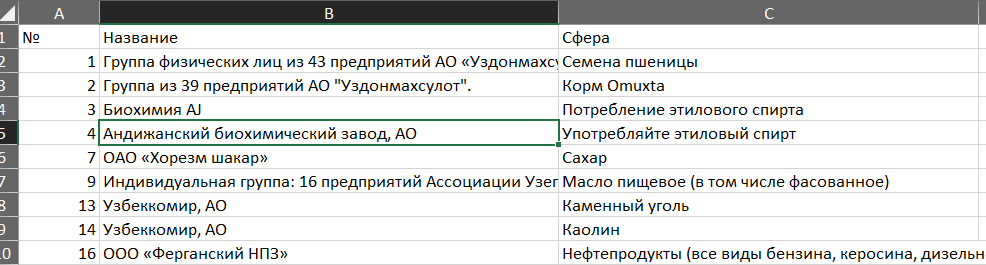 A B C
1 № Название Сфера
2 1 Группа физических лиц из 43 предприятий АО «Уздонмахсу Семена пшеницы
3 2 Группа из 39 предприятий АО "Уздонмахсулот". Корм Omuxta
4 3 Биохимия AJ Потребление этилового спирта
5 4 Андижанский биохимический завод, АО Употребляйте этиловый спирт
6 7 ОАО «Хорезм шакар» Сахар
7 9 Индивидуальная группа: 16 предприятий Ассоциации Узег Масло пищевое (в том числе фасованное)
8 13 Узбеккомир, АО Каменный уголь
9 14 Узбеккомир, АО Каолин
10 16 ООО «Ферганский НПЗ» Нефтепродукты (все виды бензина, керосина, дизельн